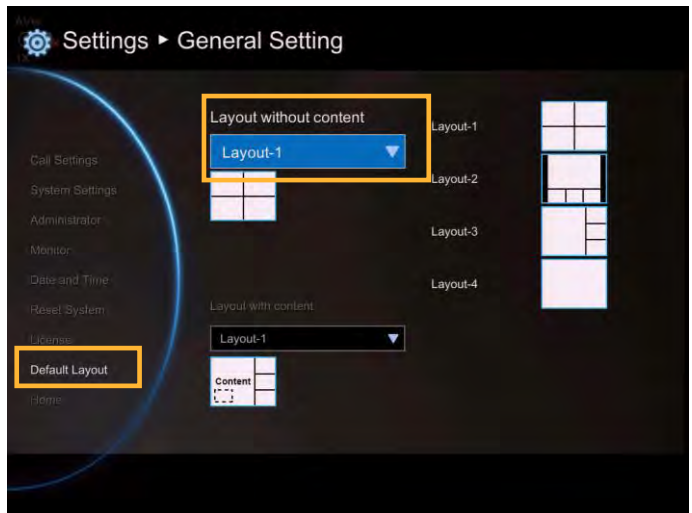 Settings ► General Setting
Call Settings
System Settings
Administrator
Monitor
Date and Time
Reset System
License
Default Layout
Home
Layout without content
Layout-1
Layout with content
Layout-1
Content
Layout-1
Layout-2
Layout-3
Layout-4